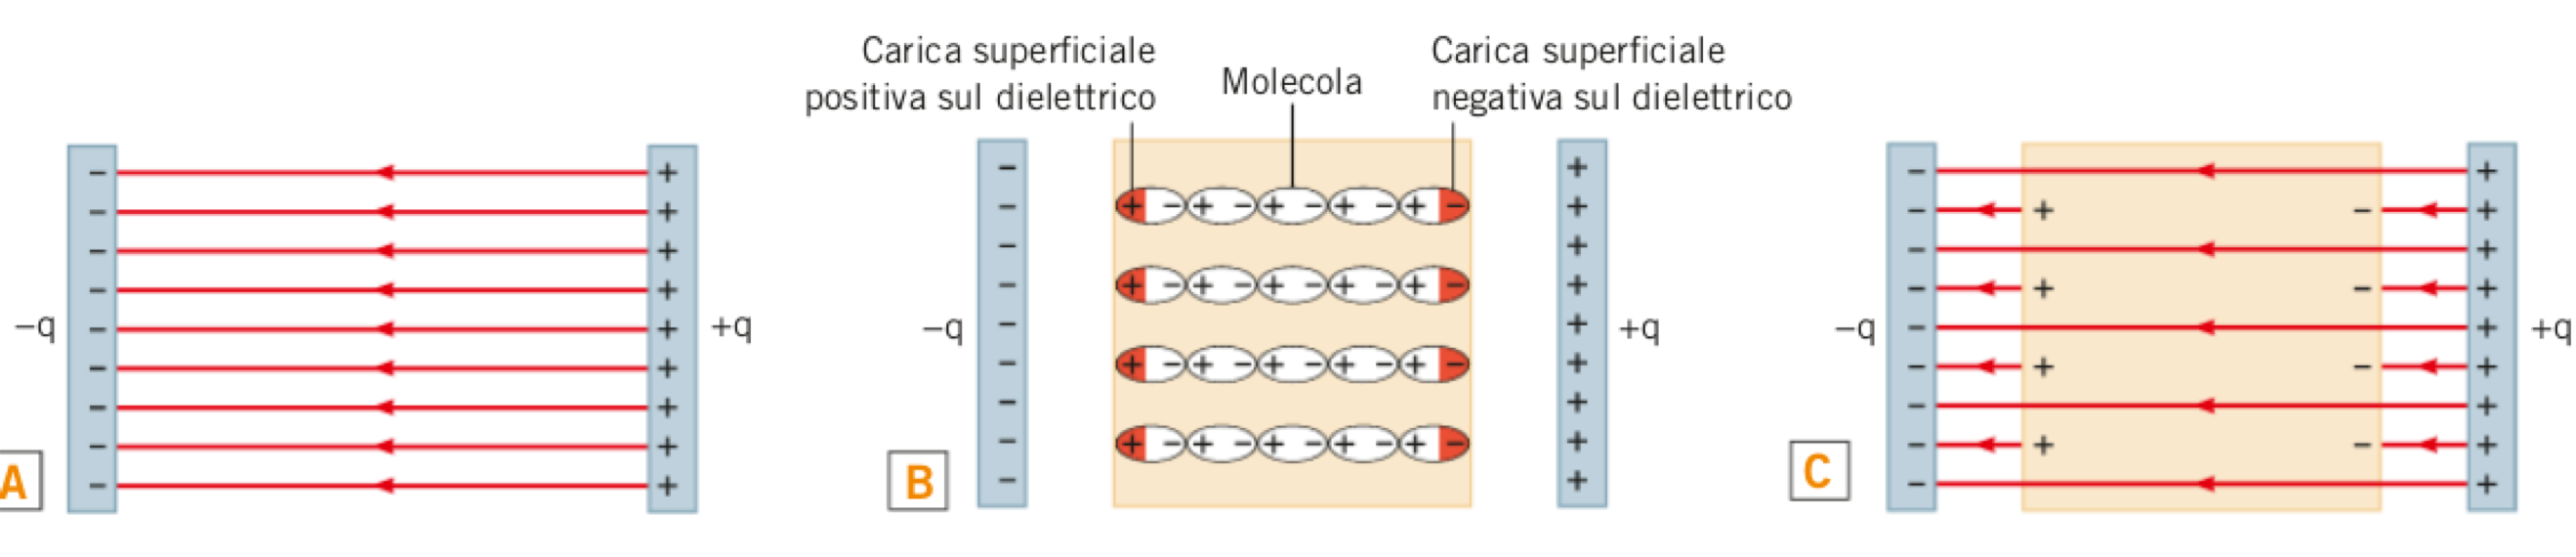 Carica superficiale
positiva sul dielettrico
Molecola
Carica superficiale
negativa sul dielettrico
−q
+q
A
−q
+q
B
−q
+q
C